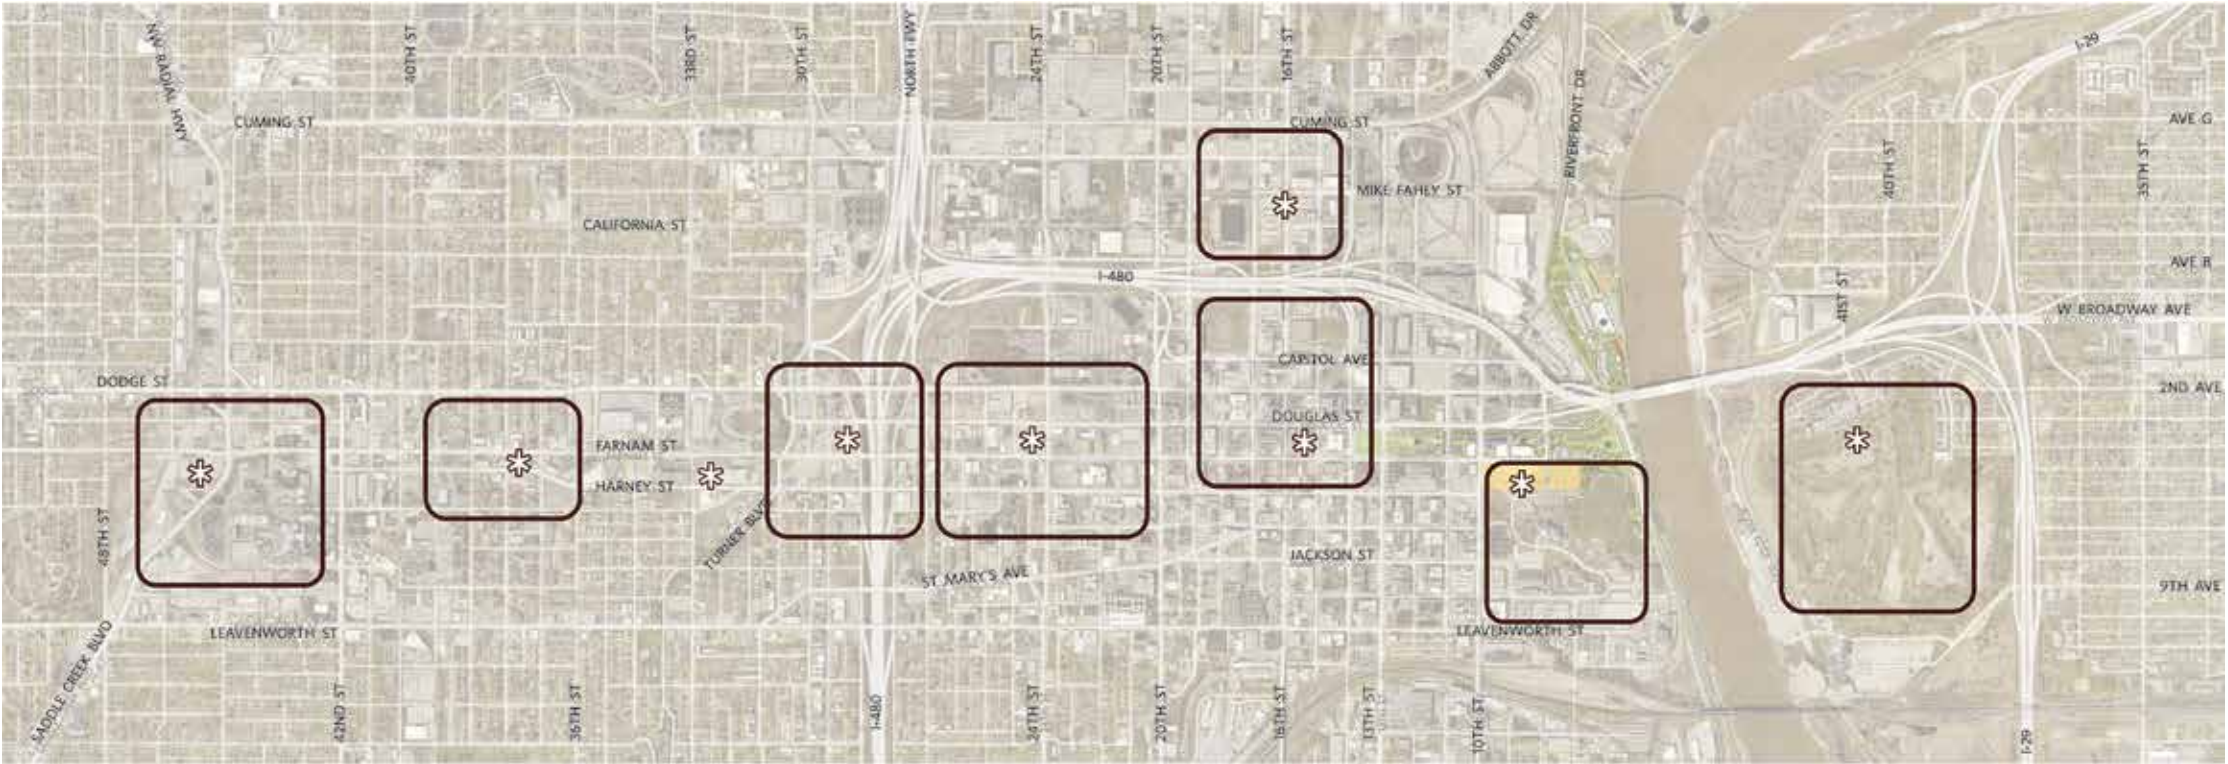 NW RADIAL HWY
40TH ST
33RD ST
30TH ST
NORTH FWY
24TH ST
20TH ST
16TH ST
ABBOTT DR
RIVERFRONT DR
I-29
CUMING ST
CUMING ST
AVE G
40TH ST
35TH ST
MIKE FAHEY ST
CALIFORNIA ST
I-480
AVE B
41ST ST
W BROADWAY AVE
CAPITOL AVE
DODGE ST
2ND AVE
DOUGLAS ST
FARNAM ST
HARNEY ST
48TH ST
TURNER BLVD
JACKSON ST
ST MARY'S AVE
9TH AVE
LEAVENWORTH ST
LEAVENWORTH ST
SADDLE CREEK BLVD
42ND ST
36TH ST
I-480
24TH ST
20TH ST
16TH ST
13TH ST
10TH ST
I-29